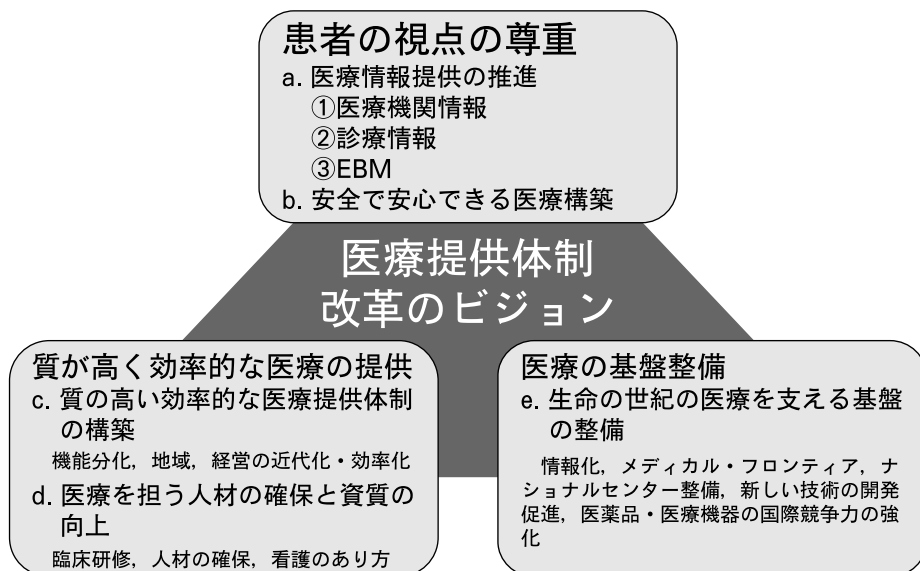 患者の視点の尊重
a. 医療情報提供の推進
①医療機関情報
②診療情報
③EBM
b. 安全で安心できる医療構築
医療提供体制
改革のビジョン
質が高く効率的な医療の提供
c. 質の高い効率的な医療提供体制
の構築
機能分化，地域，経営の近代化・効率化
d. 医療を担う人材の確保と資質の
向上
臨床研修，人材の確保，看護のあり方
医療の基盤整備
e. 生命の世紀の医療を支える基盤
の整備
情報化，メディカル・フロンティア，ナ
ショナルセンター整備，新しい技術の開発
促進，医薬品・医療機器の国際競争力の強
化